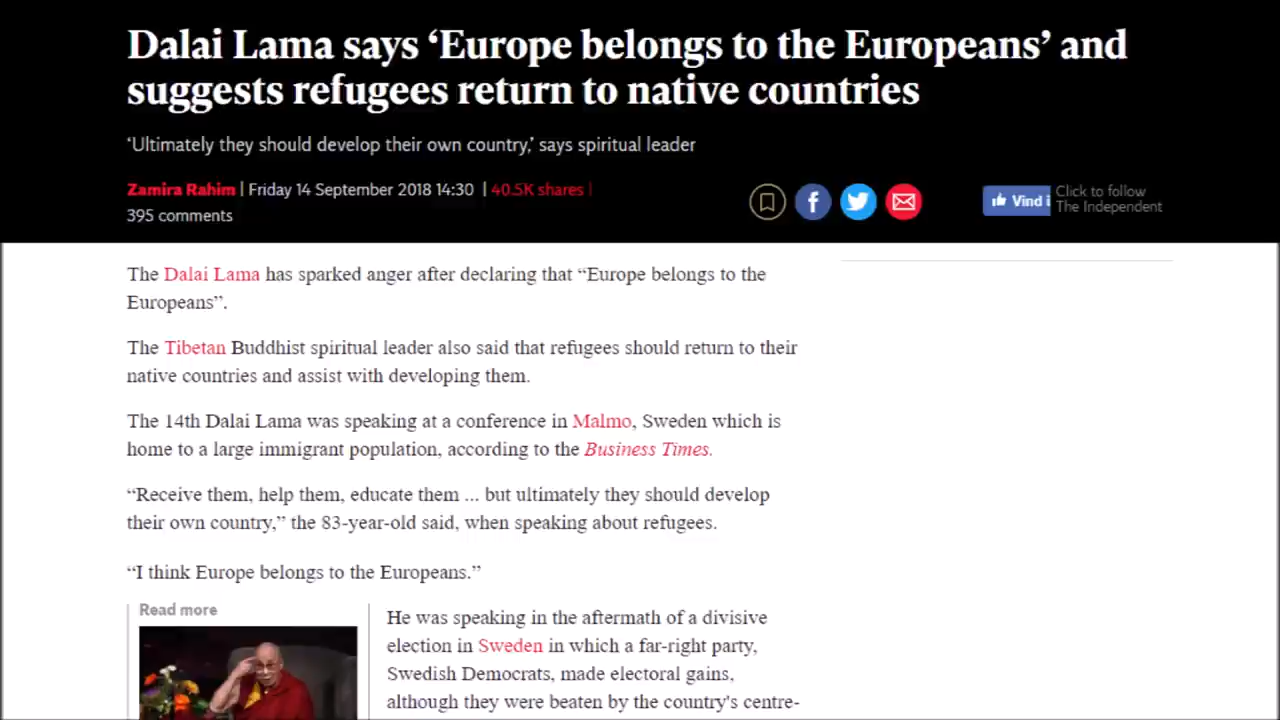 Dalai Lama says ‘Europe belongs to the Europeans’ and
suggests refugees return to native countries
‘Ultimately they should develop their own country,’ says spiritual leader
Zamira Rahim | Friday 14 September 2018 14:30 | 40.5K shares |
395 comments
f
Vind i
Click to follow
The Independent
The Dalai Lama has sparked anger after declaring that “Europe belongs to the
Europeans”.
The Tibetan Buddhist spiritual leader also said that refugees should return to their
native countries and assist with developing them.
The 14th Dalai Lama was speaking at a conference in Malmo, Sweden which is
home to a large immigrant population, according to the Business Times.
“Receive them, help them, educate them ... but ultimately they should develop
their own country,” the 83-year-old said, when speaking about refugees.
“I think Europe belongs to the Europeans.”
Read more
He was speaking in the aftermath of a divisive
election in Sweden in which a far-right party,
Swedish Democrats, made electoral gains,
although they were beaten by the country's centre-